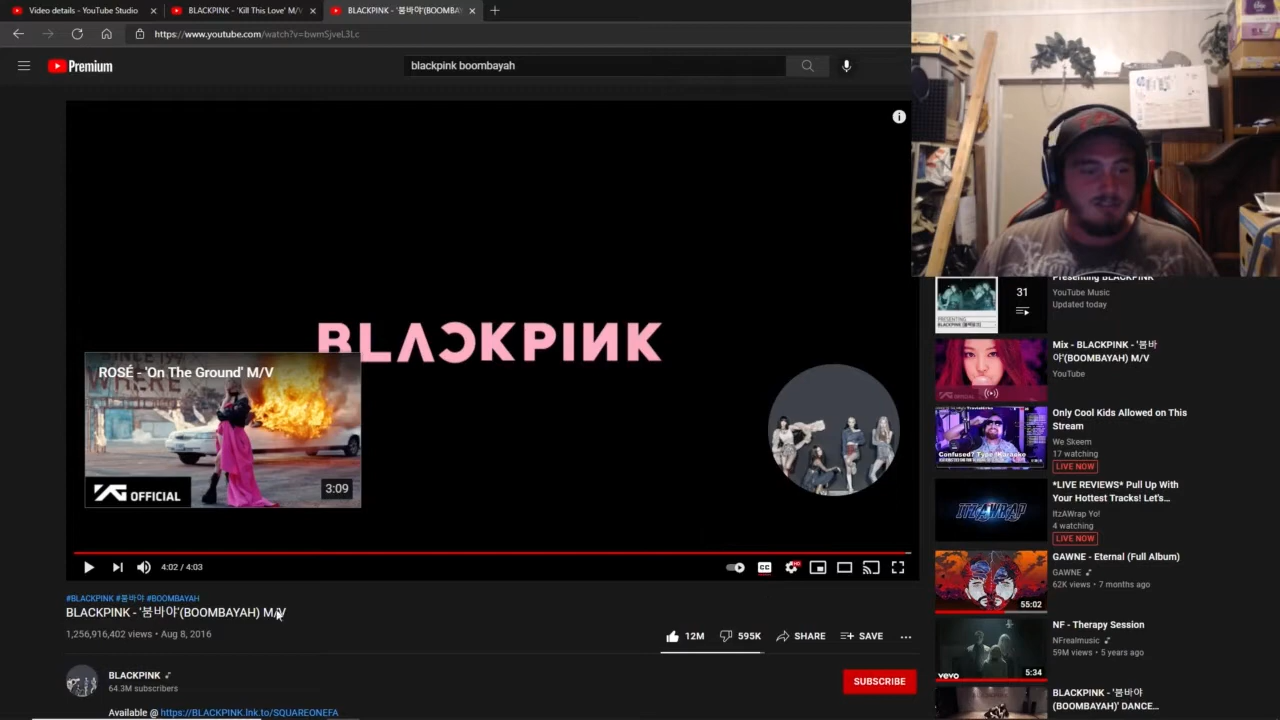 Video details - YouTube Studio
BLACKPINK - 'Kill This Love' M/V
BLACKPINK - '붐바야'(BOOMBA
https://www.youtube.com/watch?v=bwmSjveL3Lc
Premium
blackpink boombayah
BLACKPINK
ROSÉ - 'On The Ground' M/V
YG OFFICIAL
3:09
4:02 / 4:03
#BLACKPINK #붐바야 #BOOMBAYAH
BLACKPINK - '붐바야'(BOOMBAYAH) M/V
1,256,916,402 views • Aug 8, 2016
12M
595K
SHARE
SAVE
BLACKPINK
64.3M subscribers
SUBSCRIBE
Available @ https://BLACKPINK.lnk.to/SQUAREONEFA
Presenting BLACKPINK
YouTube Music
Updated today
31
Mix - BLACKPINK - '붐바
야'(BOOMBAYAH) M/V
YouTube
Only Cool Kids Allowed on This
Stream
We Skeem
17 watching
LIVE NOW
*LIVE REVIEWS* Pull Up With
Your Hottest Tracks! Let's...
ItzAWrap Yo!
4 watching
LIVE NOW
ITZAWRAP
GAWNE - Eternal (Full Album)
GAWNE
62K views • 7 months ago
55:02
NF - Therapy Session
NFrealmusic
59M views • 5 years ago
vevo
5:34
BLACKPINK - '붐바야
(BOOMBAYAH)' DANCE...